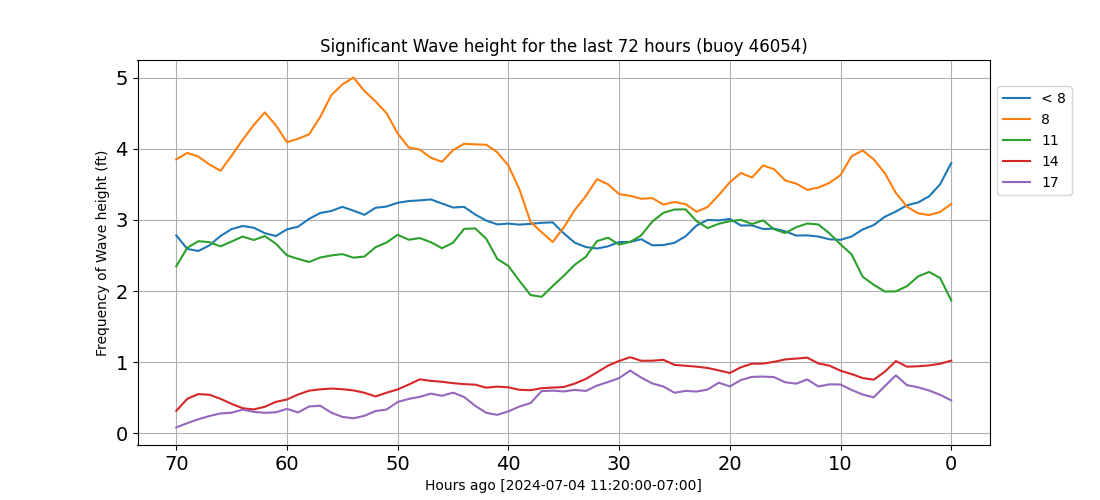 Significant Wave height for the last 72 hours (buoy 46054)
Frequency of Wave height (ft)
5
4
3
2
1
0
70 60 50 40 30 20 10 0
Hours ago [2024-07-04 11:20:00-07:00]
< 8
8
11
14
17